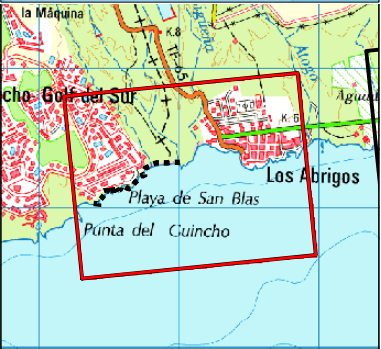 la Máquina
K.8
TF-65
cho
Golf del Sur
K-6
Los Abrigos
Playa de San Blas
Punta del Guincho